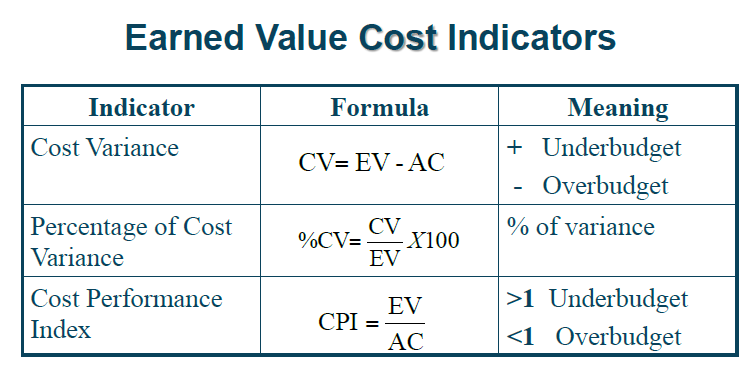 Earned Value Cost Indicators
Indicator Formula Meaning
Cost Variance CV= EV - AC + Underbudget
- Overbudget
Percentage of Cost Variance %CV= CV/EV X100 % of variance
Cost Performance Index CPI = EV/AC >1 Underbudget
<1 Overbudget